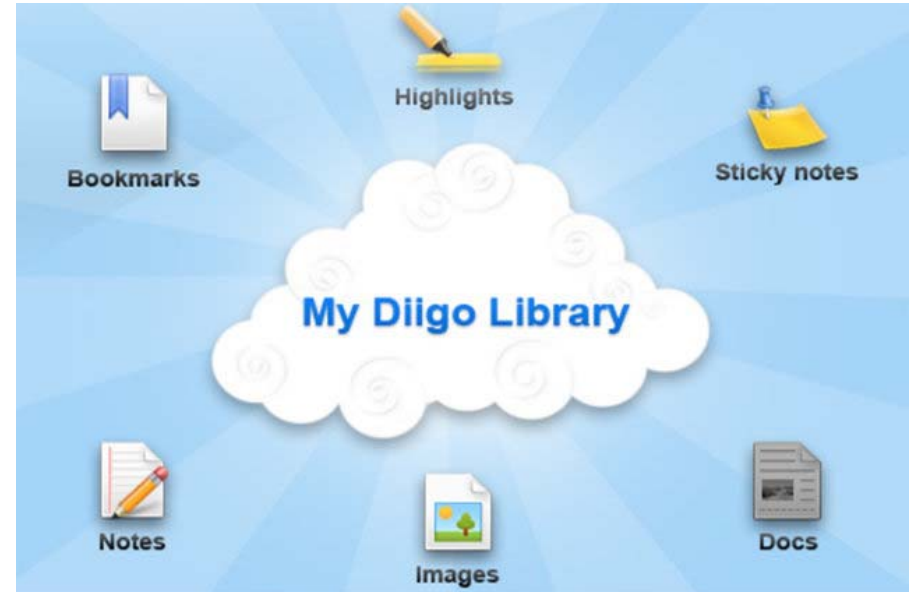 Highlights
Bookmarks
Sticky notes
My Diigo Library
Notes
Images
Docs